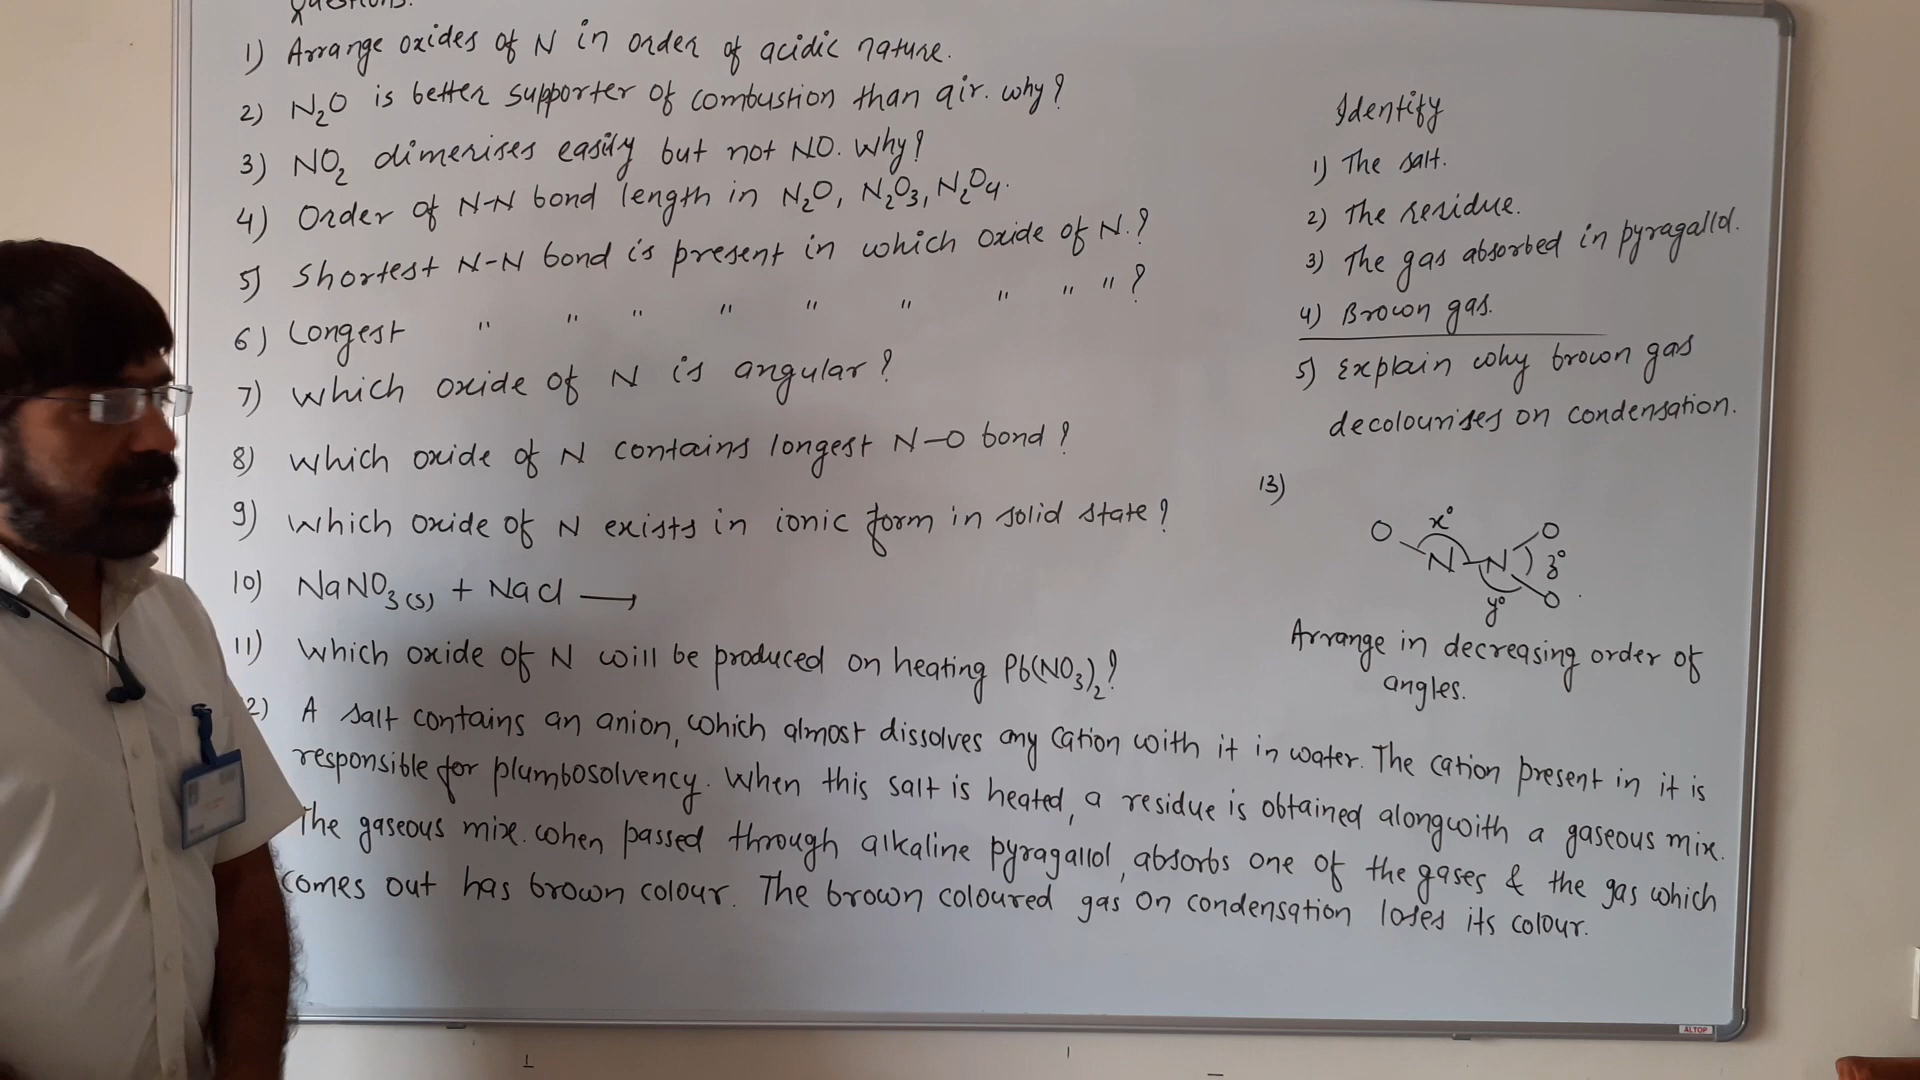 Questions.
1) Arrange oxides of N in order of acidic nature.
2) N₂O is better supporter of combustion than air. why?
3) NO₂ dimerises easily but not NO. Why?
4) Order of N-N bond length in N₂O, N₂O₃, N₂O₄.
5) Shortest N-N bond is present in which oxide of N.?
6) Longest " " " " " " " " " ?
7) Which oxide of N is angular?
8) Which oxide of N contains longest N-O bond?
9) Which oxide of N exists in ionic form in solid state?
10) NaNO₃(s) + NaCl ⟶
11) Which oxide of N will be produced on heating Pb(NO₃)₂?
2) A salt contains an anion, which almost dissolves any cation with it in water. The cation present in it is
responsible for plumbosolvency. When this salt is heated, a residue is obtained alongwith a gaseous mix.
The gaseous mix. when passed through alkaline pyragallol, absorbs one of the gases & the gas which
comes out has brown colour. The brown coloured gas on condensation loses its colour.
Identify
1) The salt.
2) The residue.
3) The gas absorbed in pyragallol.
4) Brown gas.
5) Explain why brown gas
decolourises on condensation.
13)
O x° O
N N z°
y° O
Arrange in decreasing order of
angles.
ALTOP